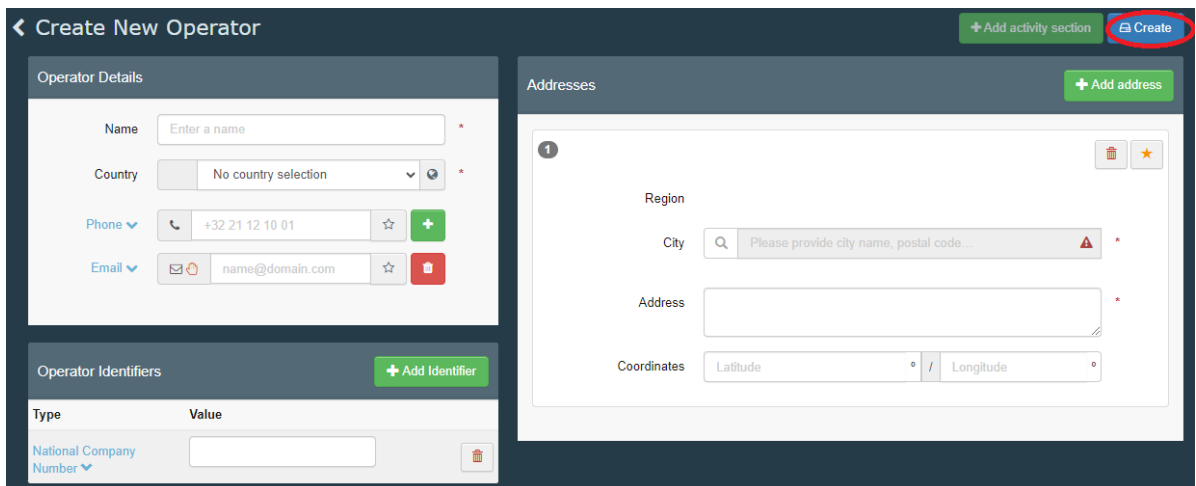 Create New Operator
Add activity section
Create
Operator Details
Name
Enter a name
*
Country
No country selection
*
Phone
+32 21 12 10 01
Email
name@domain.com
Operator Identifiers
Add Identifier
Type Value
National Company
Number
Addresses
Add address
1
Region
City
Please provide city name, postal code...
*
Address
*
Coordinates
Latitude
°
/
Longitude
°